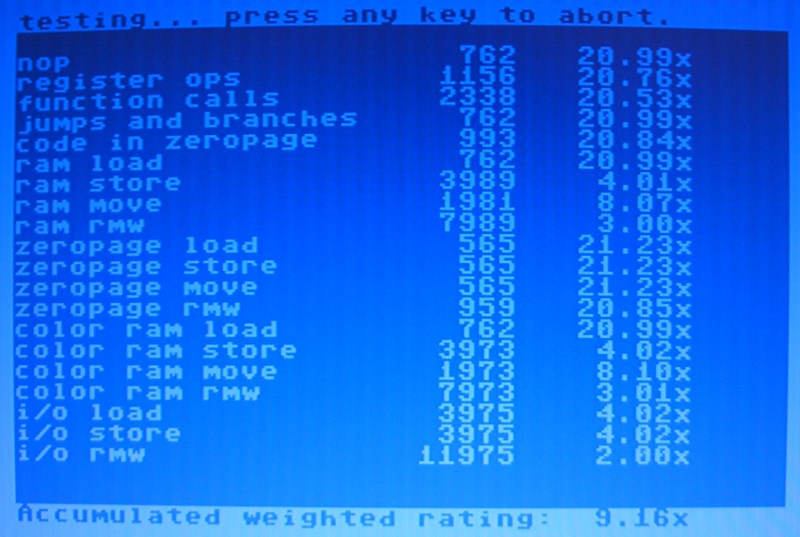 testing... press any key to abort.
nop 762 20.99x
register ops 1156 20.76x
function calls 2338 20.53x
jumps and branches 762 20.99x
code in zeropage 993 20.84x
ram load 762 20.99x
ram store 3989 4.01x
ram move 1981 8.07x
ram rmw 7989 3.00x
zeropage load 565 21.23x
zeropage store 565 21.23x
zeropage move 565 21.23x
zeropage rmw 959 20.85x
color ram load 762 20.99x
color ram store 3973 4.02x
color ram move 1973 8.10x
color ram rmw 7973 3.01x
i/o load 3975 4.02x
i/o store 3975 4.02x
i/o rmw 11975 2.00x
Accumulated weighted rating: 9.16x